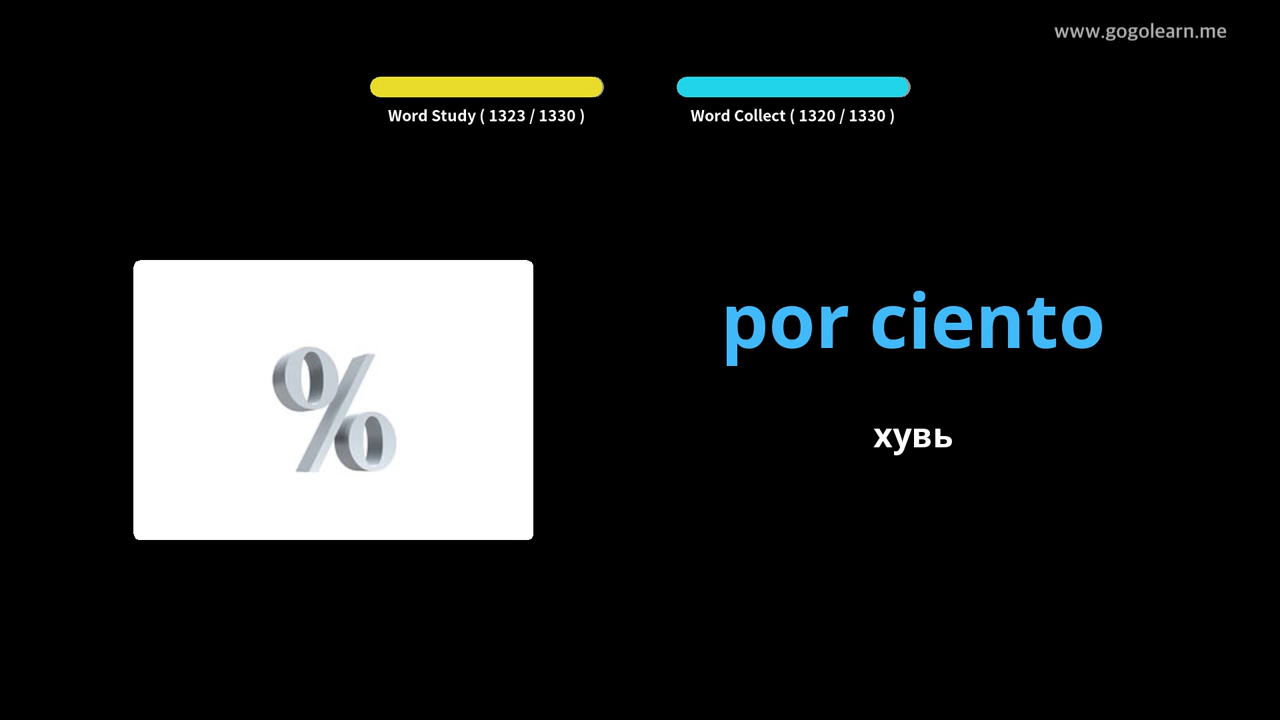 www.gogolearn.me
Word Study ( 1323 / 1330 )
Word Collect ( 1320 / 1330 )
%
por ciento
хувь